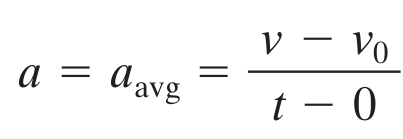 a = a_avg = (v − v_0)/(t − 0)